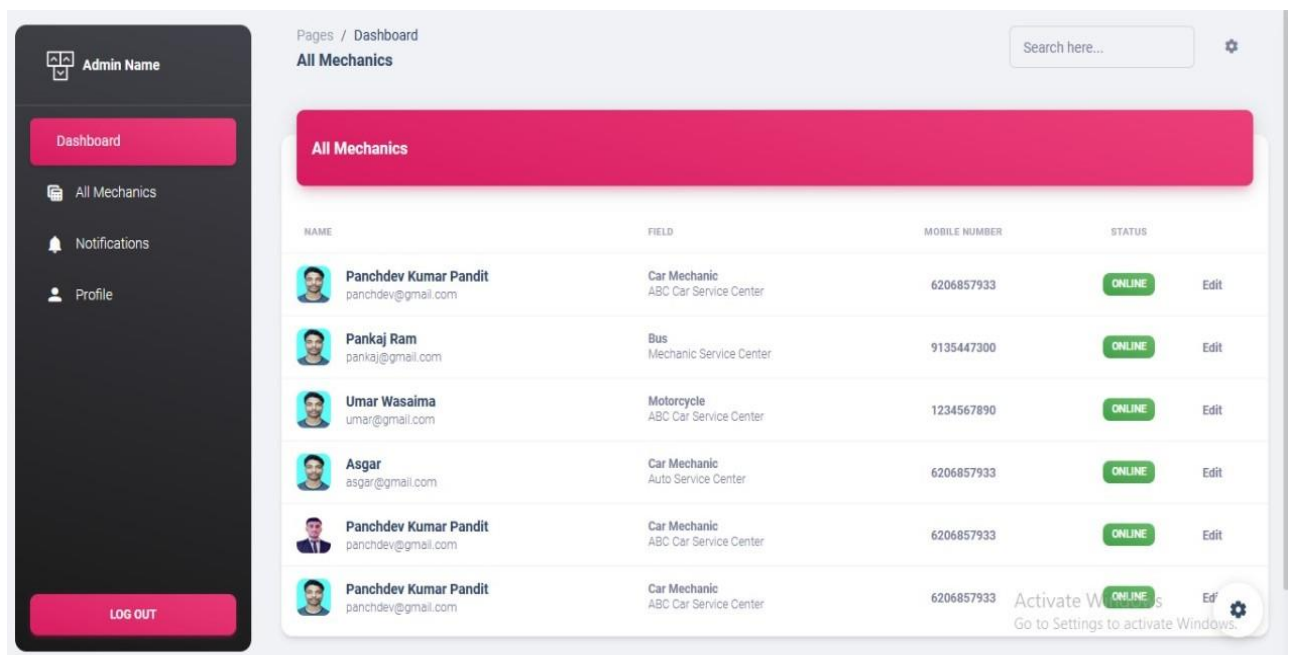 Admin Name
Dashboard
All Mechanics
Notifications
Profile
LOG OUT
Pages / Dashboard
All Mechanics
Search here...
All Mechanics
NAME FIELD MOBILE NUMBER STATUS
Panchdev Kumar Pandit Car Mechanic
panchdev@gmail.com ABC Car Service Center 6206857933 ONLINE Edit
Pankaj Ram Bus
pankaj@gmail.com Mechanic Service Center 9135447300 ONLINE Edit
Umar Wasaima Motorcycle
umar@gmail.com ABC Car Service Center 1234567890 ONLINE Edit
Asgar Car Mechanic
asgar@gmail.com Auto Service Center 6206857933 ONLINE Edit
Panchdev Kumar Pandit Car Mechanic
panchdev@gmail.com ABC Car Service Center 6206857933 ONLINE Edit
Panchdev Kumar Pandit Car Mechanic
panchdev@gmail.com ABC Car Service Center 6206857933 ONLINE
Activate Windows
Go to Settings to activate Windows.